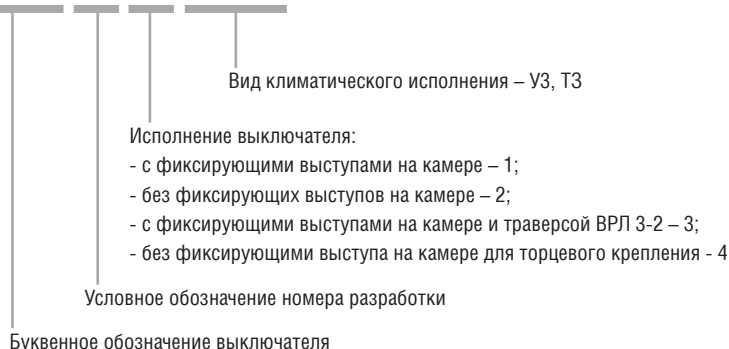 Вид климатического исполнения – У3, Т3
Исполнение выключателя:
- с фиксирующими выступами на камере – 1;
- без фиксирующих выступов на камере – 2;
- с фиксирующими выступами на камере и траверсой ВРЛ 3-2 – 3;
- без фиксирующими выступа на камере для торцевого крепления - 4
Условное обозначение номера разработки
Буквенное обозначение выключателя